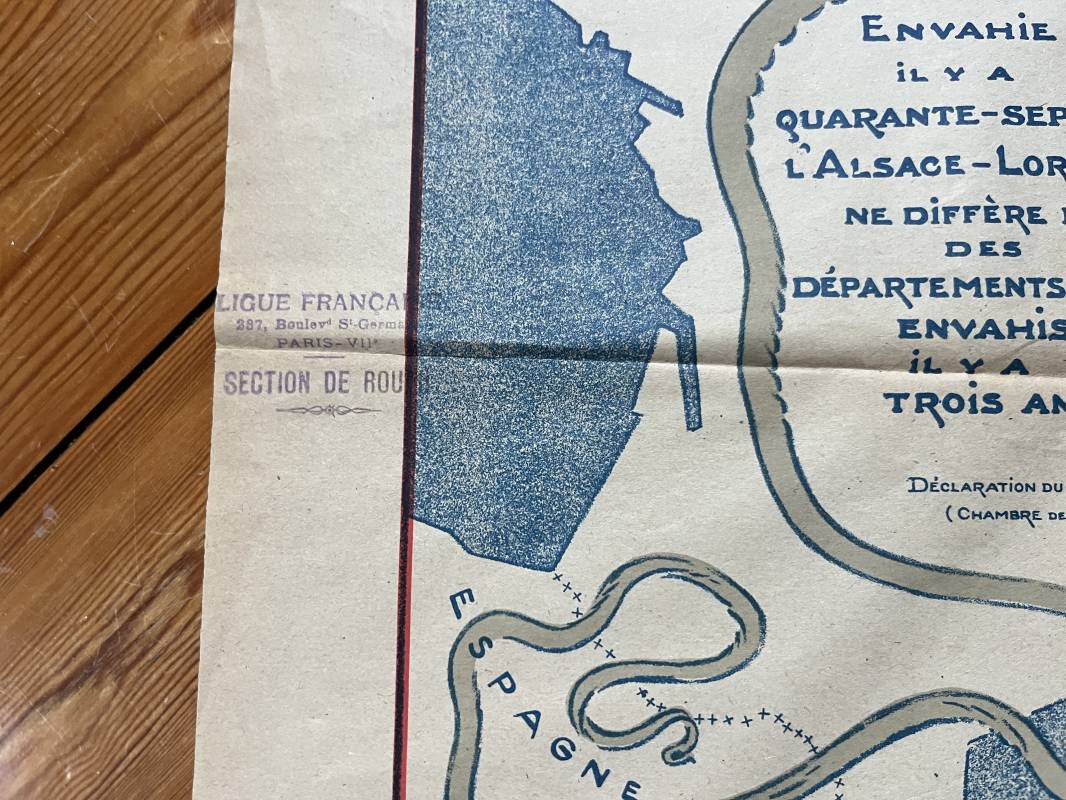 ENVAHIE
IL Y A
QUARANTE-SEP
L'ALSACE-LOR
NE DIFFÈRE
DES
DÉPARTEMENTS
ENVAHIS
IL Y A
TROIS AN
DÉCLARATION DU
(CHAMBRE DE
LIGUE FRANÇAI
287, Boulevd St-Germa
PARIS-VIIe
SECTION DE ROU
ESPAGNE